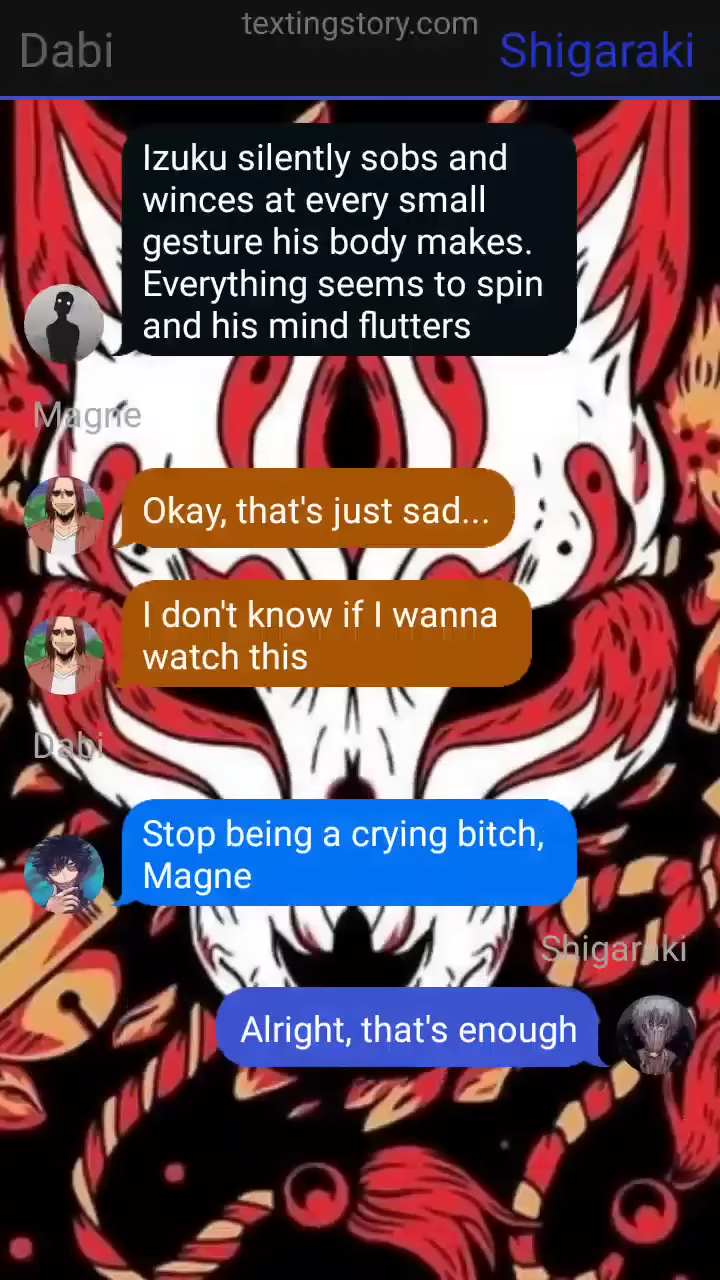 textingstory.com
Dabi
Shigaraki
Izuku silently sobs and
winces at every small
gesture his body makes.
Everything seems to spin
and his mind flutters
Magne
Okay, that's just sad...
I don't know if I wanna
watch this
Dabi
Stop being a crying bitch,
Magne
Shigaraki
Alright, that's enough